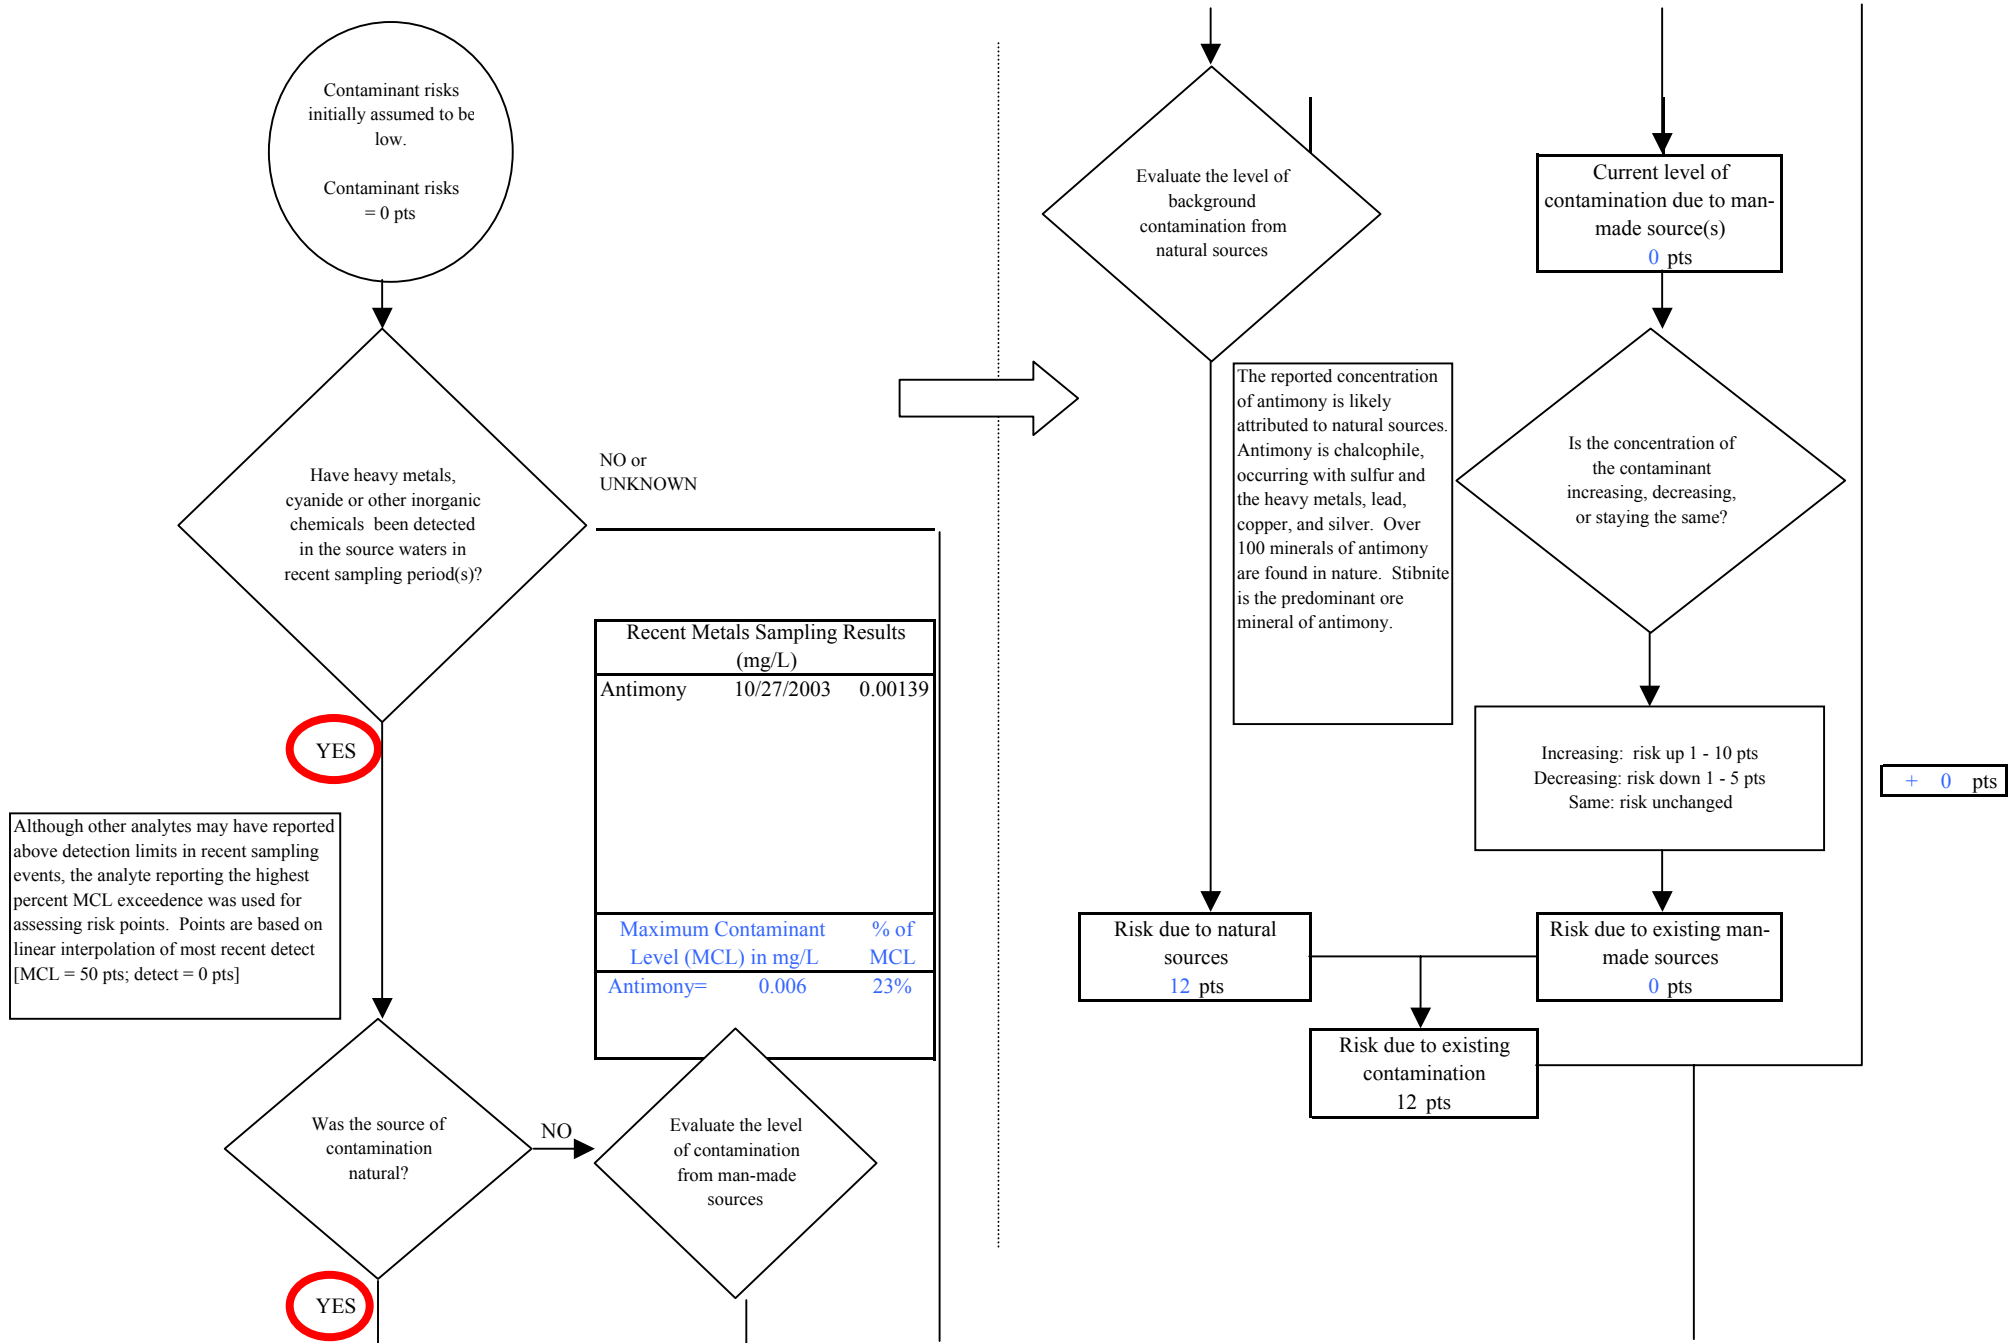 Contaminant risks
initially assumed to be
low.
Contaminant risks
= 0 pts
Have heavy metals,
cyanide or other inorganic
chemicals been detected
in the source waters in
recent sampling period(s)?
NO or
UNKNOWN
YES
Recent Metals Sampling Results
(mg/L)
Antimony 10/27/2003 0.00139
Maximum Contaminant % of
Level (MCL) in mg/L MCL
Antimony= 0.006 23%
Although other analytes may have reported
above detection limits in recent sampling
events, the analyte reporting the highest
percent MCL exceedence was used for
assessing risk points. Points are based on
linear interpolation of most recent detect
[MCL = 50 pts; detect = 0 pts]
Was the source of
contamination
natural?
NO
Evaluate the level
of contamination
from man-made
sources
YES
Evaluate the level of
background
contamination from
natural sources
The reported concentration
of antimony is likely
attributed to natural sources.
Antimony is chalcophile,
occurring with sulfur and
the heavy metals, lead,
copper, and silver. Over
100 minerals of antimony
are found in nature. Stibnite
is the predominant ore
mineral of antimony.
Current level of
contamination due to man-
made source(s)
0 pts
Is the concentration of
the contaminant
increasing, decreasing,
or staying the same?
Increasing: risk up 1 - 10 pts
Decreasing: risk down 1 - 5 pts
Same: risk unchanged
+ 0 pts
Risk due to natural
sources
12 pts
Risk due to existing man-
made sources
0 pts
Risk due to existing
contamination
12 pts